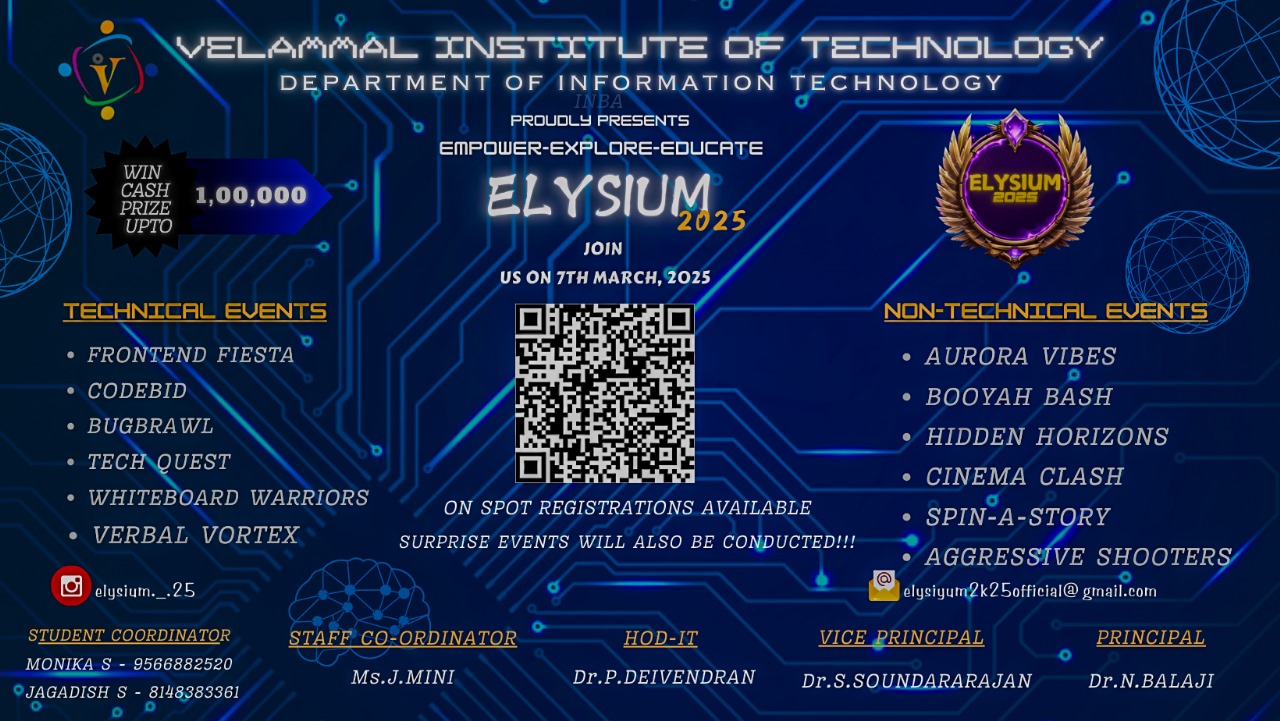 VELAMMAL INSTITUTE OF TECHNOLOGY
DEPARTMENT OF INFORMATION TECHNOLOGY
INBA
PROUDLY PRESENTS
EMPOWER-EXPLORE-EDUCATE
ELYSIUM
2025
JOIN
US ON 7TH MARCH, 2025
V
WIN
CASH
PRIZE
UPTO
1,00,000
ELYSIUM
2025
TECHNICAL EVENTS
• FRONTEND FIESTA
• CODEBID
• BUGBRAWL
• TECH QUEST
• WHITEBOARD WARRIORS
• VERBAL VORTEX
NON-TECHNICAL EVENTS
• AURORA VIBES
• BOOYAH BASH
• HIDDEN HORIZONS
• CINEMA CLASH
• SPIN-A-STORY
• AGGRESSIVE SHOOTERS
ON SPOT REGISTRATIONS AVAILABLE
SURPRISE EVENTS WILL ALSO BE CONDUCTED!!!
elysium._.25
@
elysiyum2k25official@gmail.com
STUDENT COORDINATOR
MONIKA S - 9566882520
JAGADISH S - 8148383361
STAFF CO-ORDINATOR
Ms.J.MINI
HOD-IT
Dr.P.DEIVENDRAN
VICE PRINCIPAL
Dr.S.SOUNDARARAJAN
PRINCIPAL
Dr.N.BALAJI